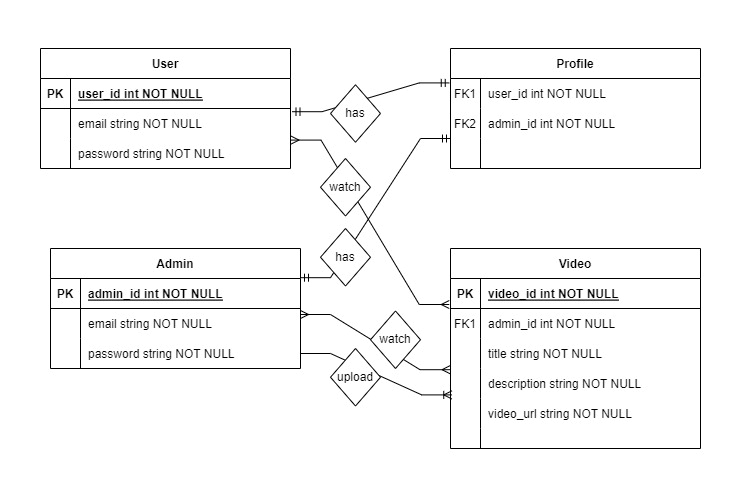 User
PK user_id int NOT NULL
email string NOT NULL
password string NOT NULL
Profile
FK1 user_id int NOT NULL
FK2 admin_id int NOT NULL
has
watch
has
Admin
PK admin_id int NOT NULL
email string NOT NULL
password string NOT NULL
Video
PK video_id int NOT NULL
FK1 admin_id int NOT NULL
title string NOT NULL
description string NOT NULL
video_url string NOT NULL
watch
upload